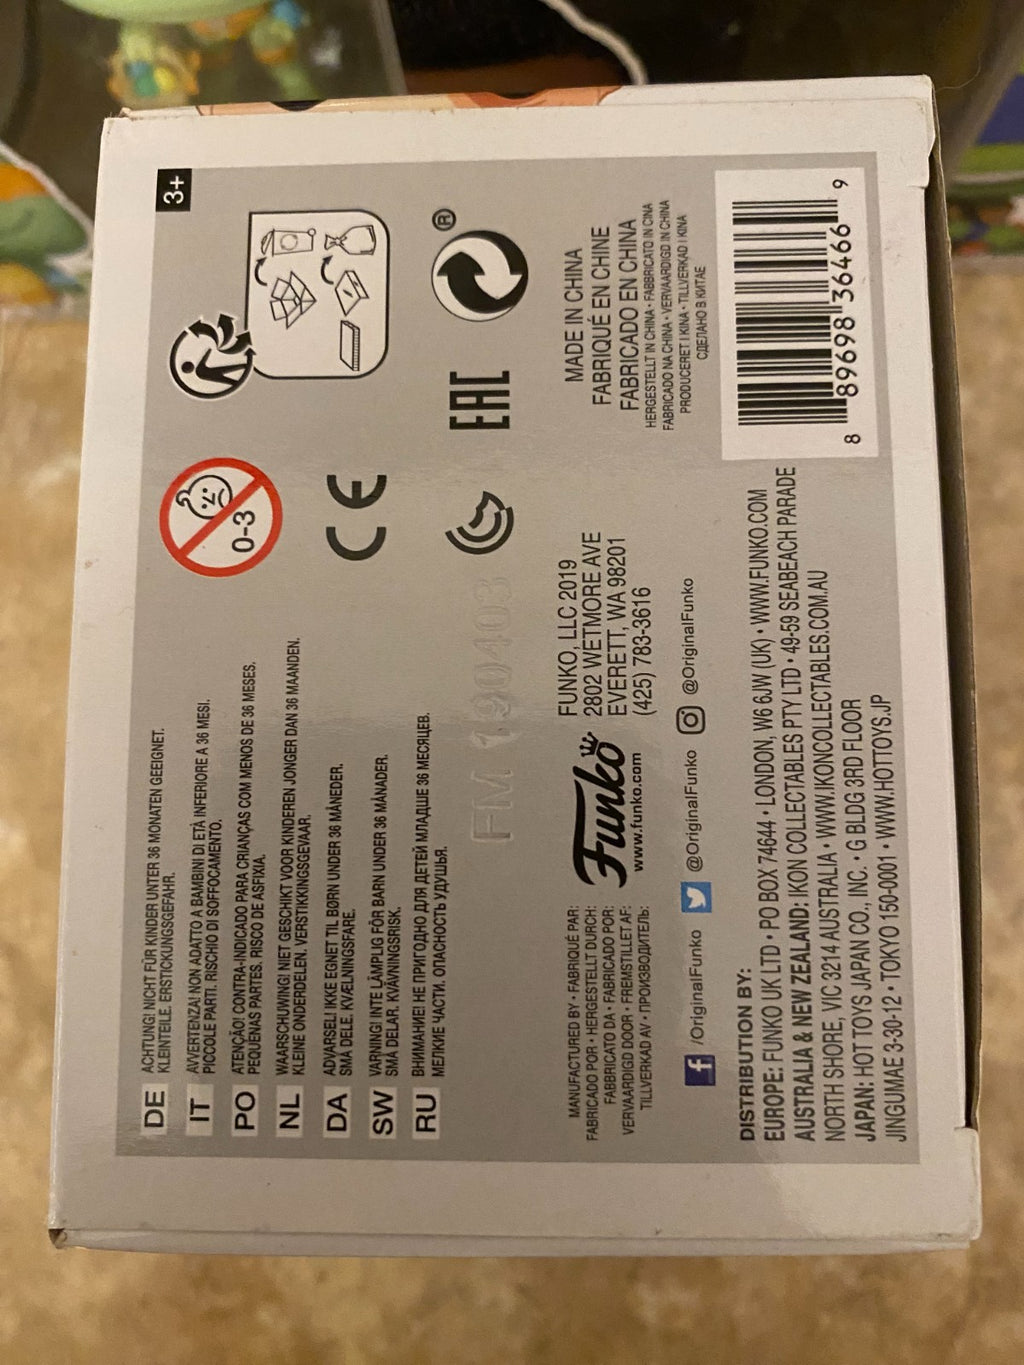 3+
DE ACHTUNG! NICHT FÜR KINDER UNTER 36 MONATEN GEEIGNET.
KLEINTEILE. ERSTICKUNGSGEFAHR.
IT AVVERTENZA! NON ADATTO A BAMBINI DI ETÀ INFERIORE A 36 MESI.
PICCOLE PARTI. RISCHIO DI SOFFOCAMENTO.
PO ATENÇÃO! CONTRA-INDICADO PARA CRIANÇAS COM MENOS DE 36 MESES.
PEQUENAS PARTES. RISCO DE ASFIXIA.
NL WAARSCHUWING! NIET GESCHIKT VOOR KINDEREN JONGER DAN 36 MAANDEN.
KLEINE ONDERDELEN. VERSTIKKINGSGEVAAR.
DA ADVARSEL! IKKE EGNET TIL BØRN UNDER 36 MÅNEDER.
SMÅ DELE. KVÆLNINGSFARE.
SW VARNING! INTE LÄMPLIG FÖR BARN UNDER 36 MÅNADER.
SMÅ DELAR. KVÄVNINGSRISK.
RU ВНИМАНИЕ! НЕ ПРИГОДНО ДЛЯ ДЕТЕЙ МЛАДШЕ 36 МЕСЯЦЕВ.
МЕЛКИЕ ЧАСТИ. ОПАСНОСТЬ УДУШЬЯ.
0-3
CE
EAC
®
FM 190403
MANUFACTURED BY • FABRIQUÉ PAR:
FABRICADO POR • HERGESTELLT DURCH:
FABBRICATO DA • FABRICADO POR:
VERVAARDIGD DOOR • FREMSTILLET AF:
TILLVERKAD AV • ПРОИЗВОДИТЕЛЬ:
Funko
www.funko.com
FUNKO, LLC 2019
2802 WETMORE AVE
EVERETT, WA 98201
(425) 783-3616
MADE IN CHINA
FABRIQUÉ EN CHINE
FABRICADO EN CHINA
HERGESTELLT IN CHINA • FABBRICATO IN CINA
FABRICADO NA CHINA • VERVAARDIGD IN CHINA
PRODUCERET I KINA • TILLVERKAD I KINA
СДЕЛАНО В КИТАЕ
f /OriginalFunko @OriginalFunko @OriginalFunko
DISTRIBUTION BY:
EUROPE: FUNKO UK LTD • PO BOX 74644 • LONDON, W6 6JW (UK) • WWW.FUNKO.COM
AUSTRALIA & NEW ZEALAND: IKON COLLECTABLES PTY LTD • 49-59 SEABEACH PARADE
NORTH SHORE, VIC 3214 AUSTRALIA • WWW.IKONCOLLECTABLES.COM.AU
JAPAN: HOT TOYS JAPAN CO., INC. • G BLDG 3RD FLOOR
JINGUMAE 3-30-12 • TOKYO 150-0001 • WWW.HOTTOYS.JP
8 89698 36466 9